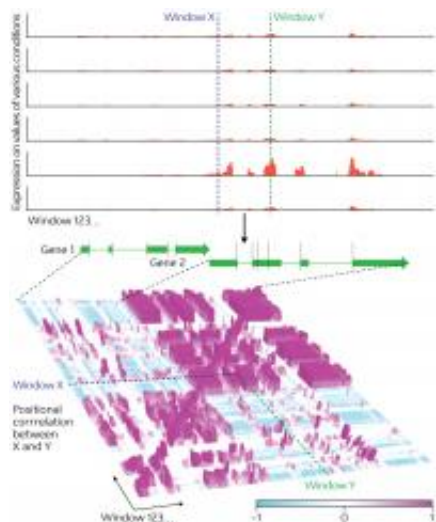 Window X
Window Y
Expression on values of various conditions
Window 123...
Gene 1
Gene 2
Window X
Positional
corrrelation
between
X and Y
Window Y
Window 123...
-1
0
1